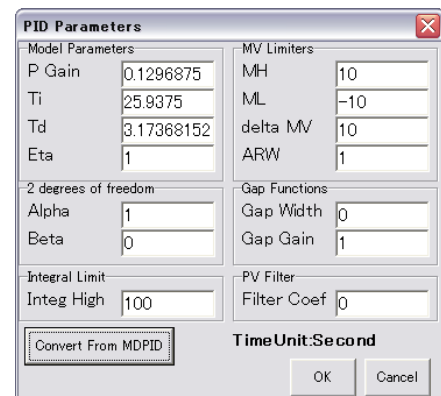 PID Parameters
Model Parameters
P Gain 0.1296875
Ti 25.9375
Td 3.17368152
Eta 1
MV Limiters
MH 10
ML -10
delta MV 10
ARW 1
2 degrees of freedom
Alpha 1
Beta 0
Gap Functions
Gap Width 0
Gap Gain 1
Integral Limit
Integ High 100
PV Filter
Filter Coef 0
Convert From MDPID
TimeUnit:Second
OK
Cancel